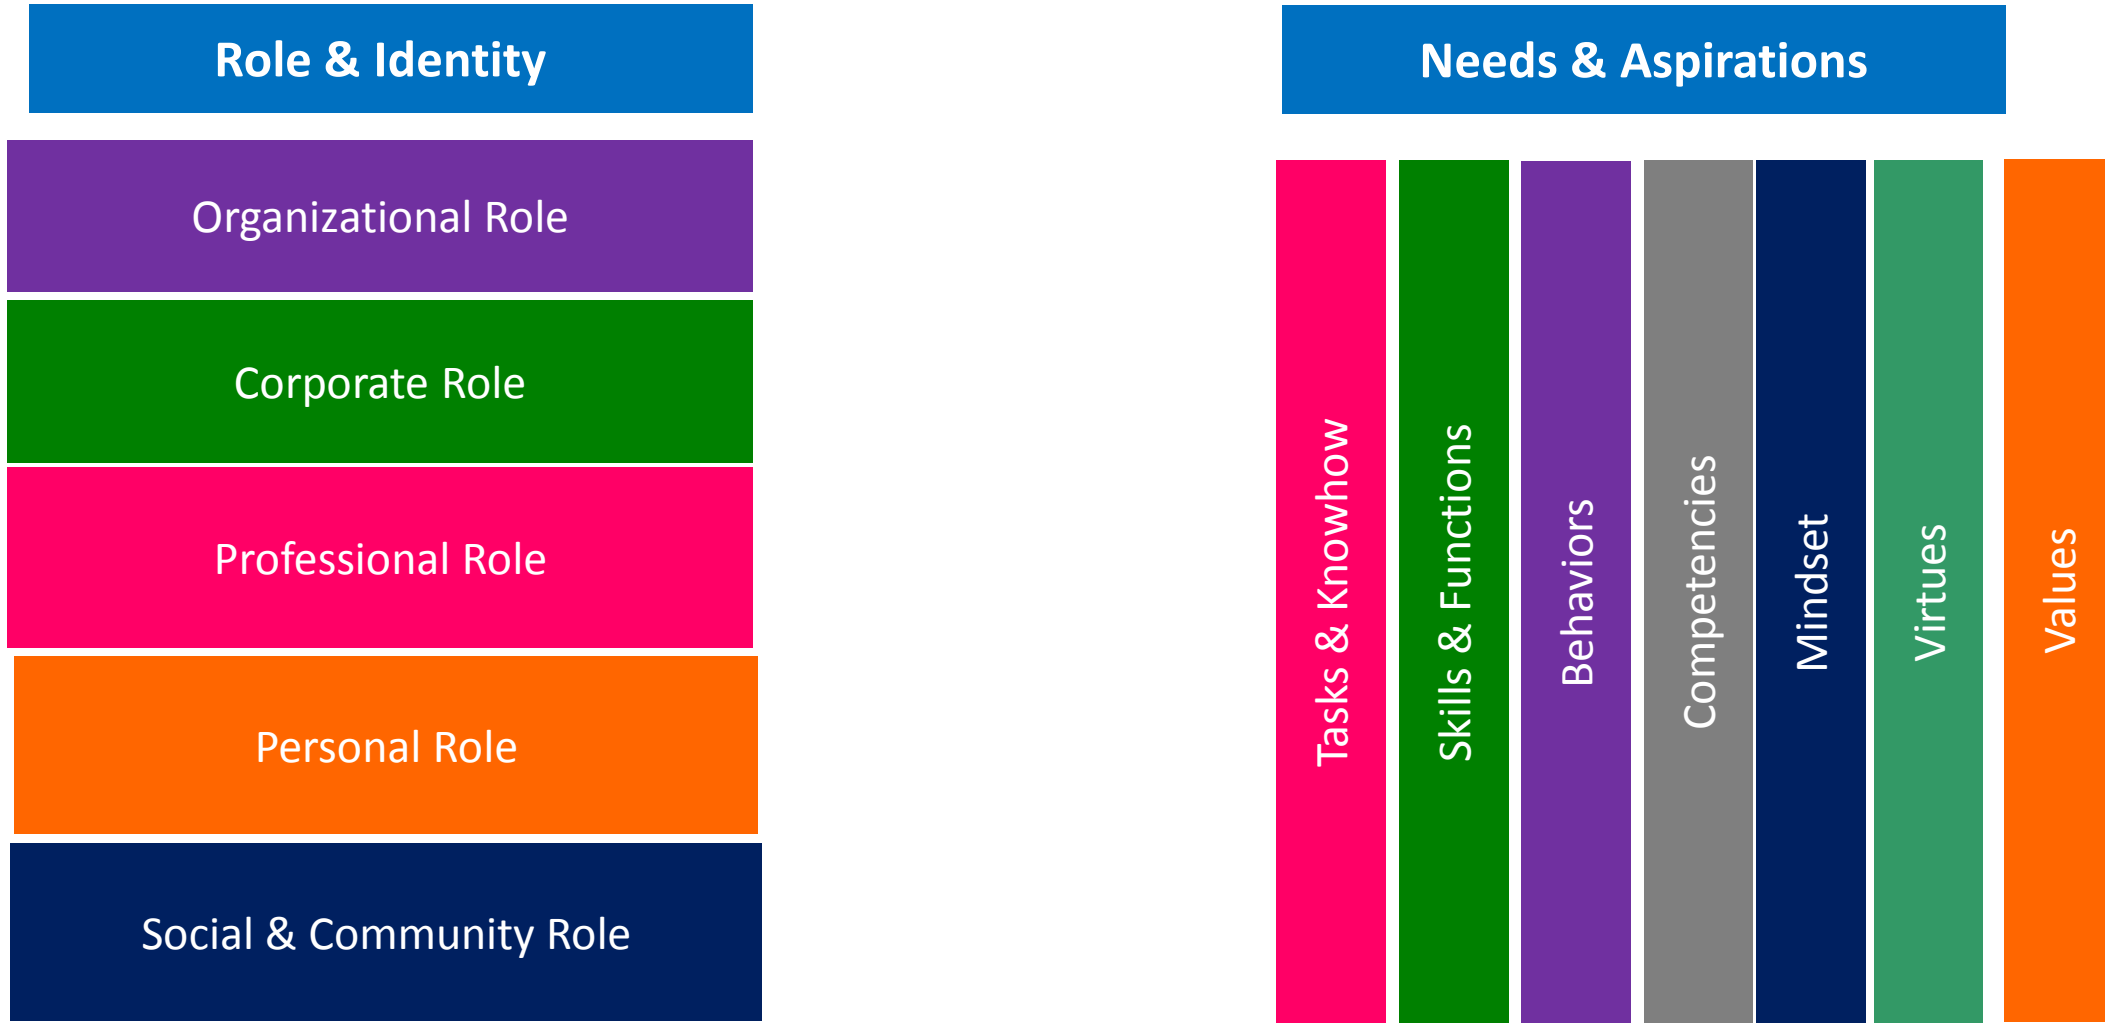 Role & Identity
Organizational Role
Corporate Role
Professional Role
Personal Role
Social & Community Role
Needs & Aspirations
Tasks & Knowhow
Skills & Functions
Behaviors
Competencies
Mindset
Virtues
Values